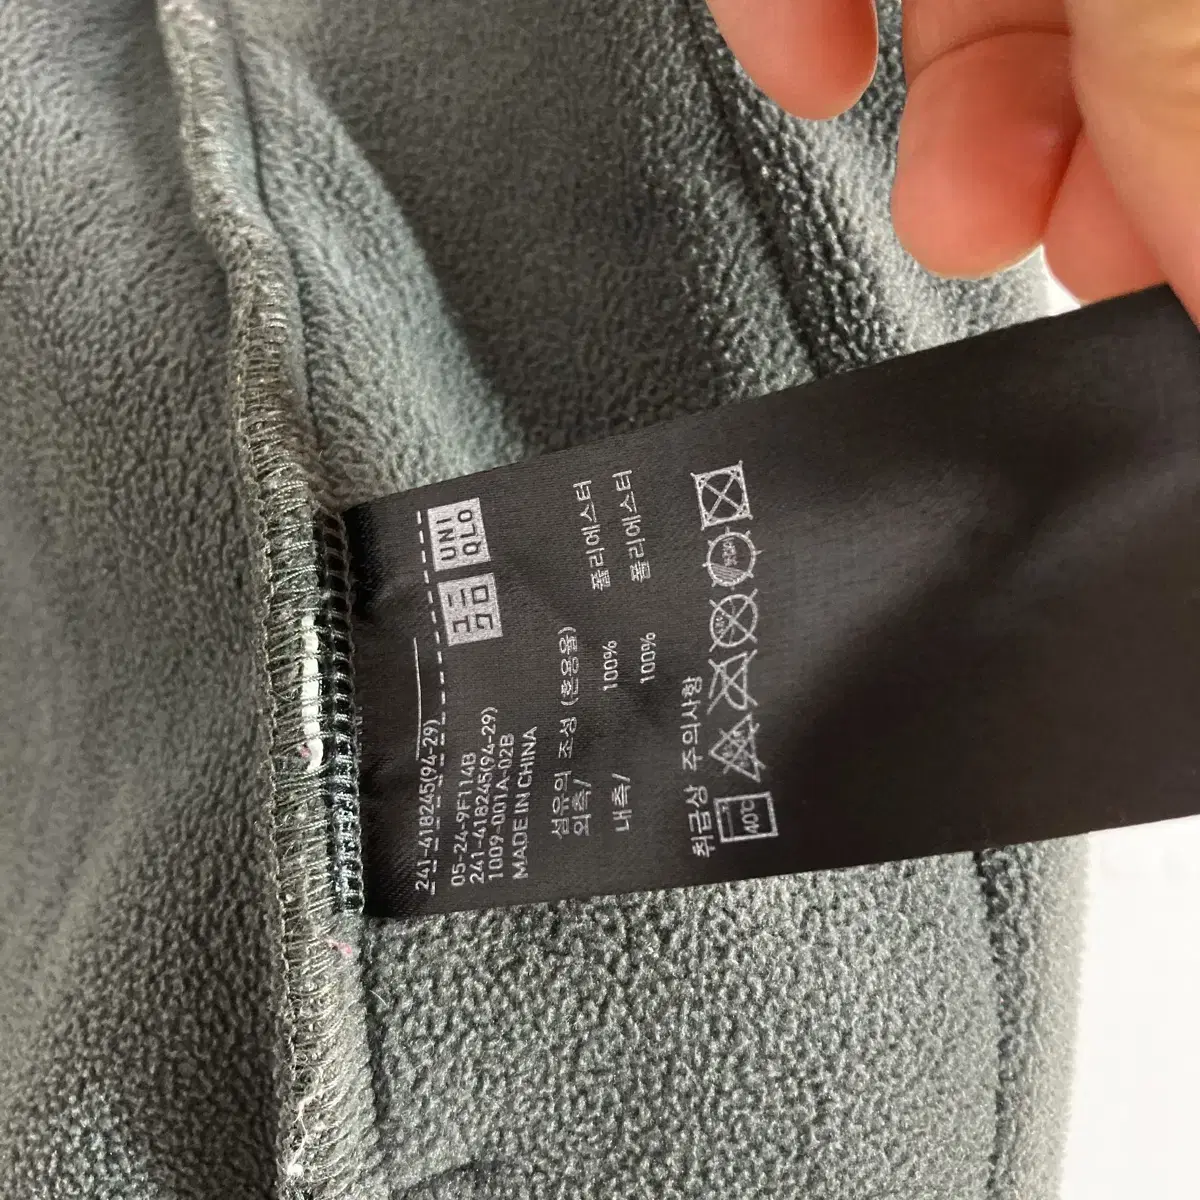 UNI
QLO
ユニ
クロ
241-418245(94-29)
05-24-9F114B
241-418245(94-29)
1009-001A-02B
MADE IN CHINA
섬유의 조성 (혼용율)
외측/ 100% 폴리에스터
내측/ 100% 폴리에스터
취급상 주의사항
40℃